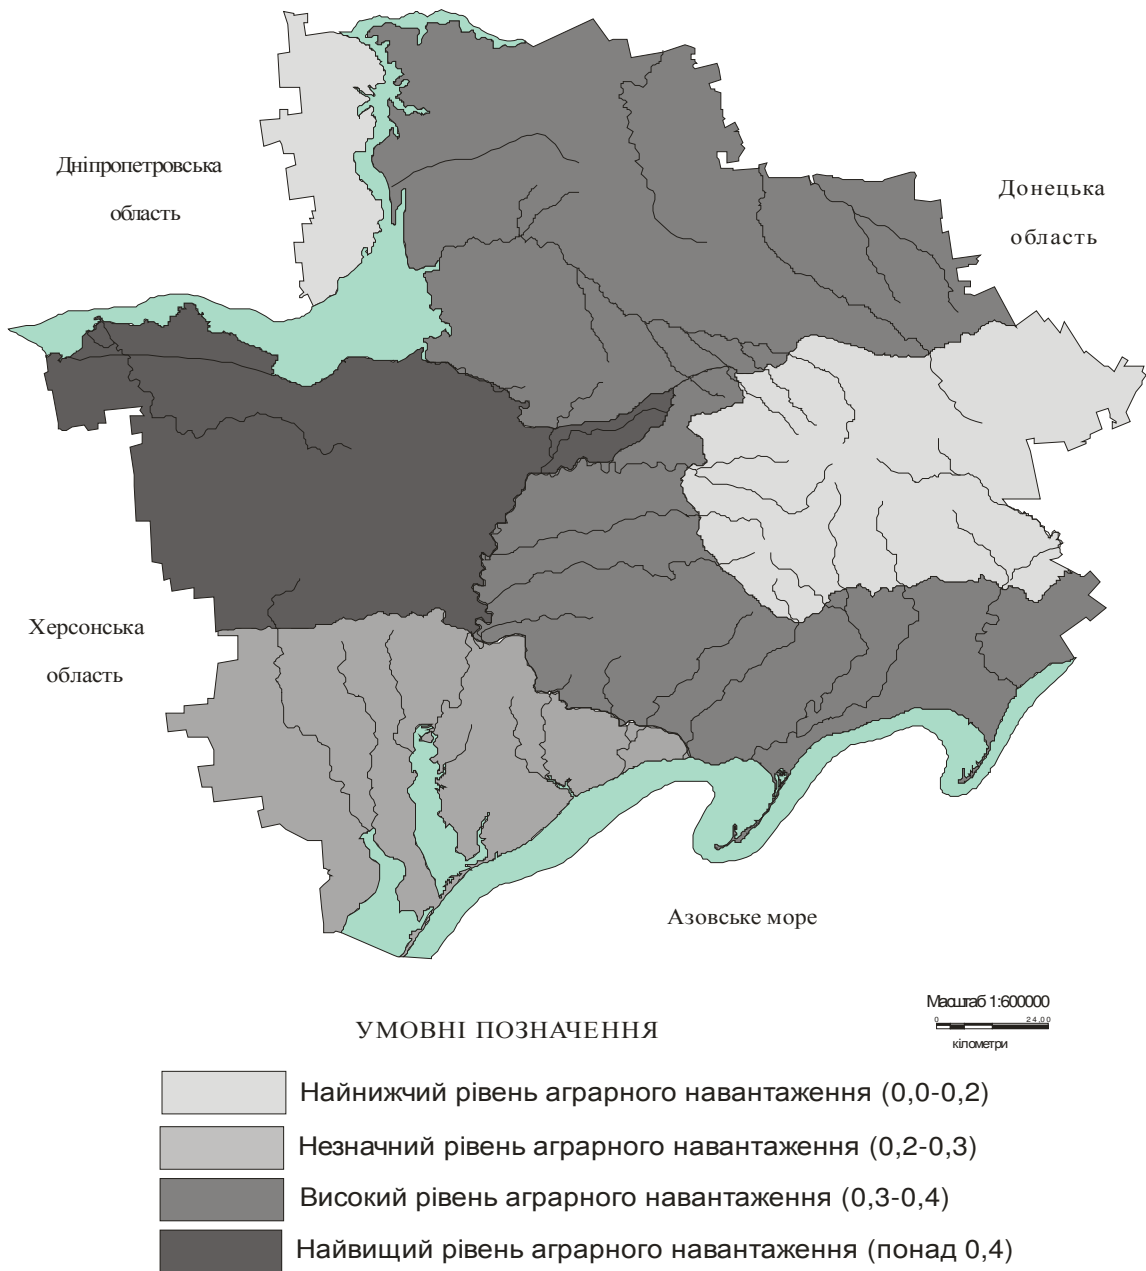 Дніпропетровська
область
Донецька
область
Херсонська
область
Азовське море
Масштаб 1:600000
0 24,00
кілометри
УМОВНІ ПОЗНАЧЕННЯ
Найнижчий рівень аграрного навантаження (0,0-0,2)
Незначний рівень аграрного навантаження (0,2-0,3)
Високий рівень аграрного навантаження (0,3-0,4)
Найвищий рівень аграрного навантаження (понад 0,4)